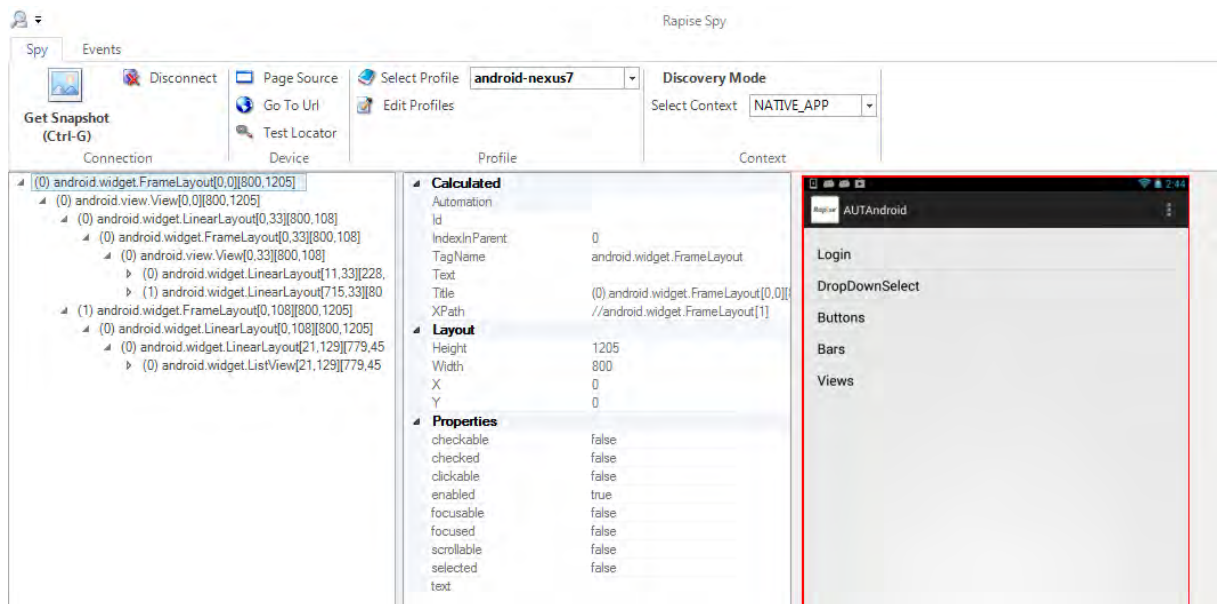 Rapise Spy
Spy Events
Get Snapshot
(Ctrl-G)
Disconnect
Connection
Page Source
Go To Url
Test Locator
Device
Select Profile android-nexus7
Edit Profiles
Profile
Discovery Mode
Select Context NATIVE_APP
Context
(0) android.widget.FrameLayout[0,0][800,1205]
(0) android.view.View[0,0][800,1205]
(0) android.widget.LinearLayout[0,33][800,108]
(0) android.widget.FrameLayout[0,33][800,108]
(0) android.view.View[0,33][800,108]
(0) android.widget.LinearLayout[11,33][228,
(1) android.widget.LinearLayout[715,33][80
(1) android.widget.FrameLayout[0,108][800,1205]
(0) android.widget.LinearLayout[0,108][800,1205]
(0) android.widget.LinearLayout[21,129][779,45
(0) android.widget.ListView[21,129][779,45
Calculated
Automation
Id
IndexInParent 0
TagName android.widget.FrameLayout
Text
Title (0) android.widget.FrameLayout[0,0][8
XPath //android.widget.FrameLayout[1]
Layout
Height 1205
Width 800
X 0
Y 0
Properties
checkable false
checked false
clickable false
enabled true
focusable false
focused false
scrollable false
selected false
text
2:44
Rapise AUTAndroid
Login
DropDownSelect
Buttons
Bars
Views